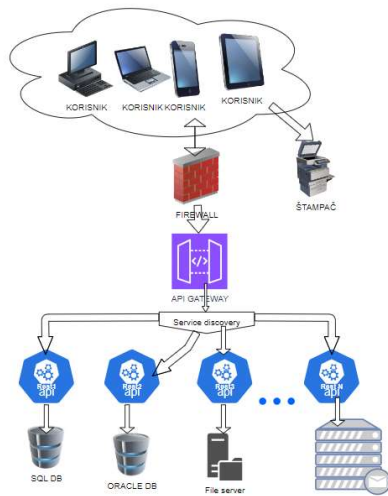 KORISNIK KORISNIK KORISNIK KORISNIK
ŠTAMPAČ
FIREWALL
</>
API GATEWAY
Service discovery
Rest1 Rest2 Rest3 Rest N
api api api api
SQL DB
ORACLE DB
File server